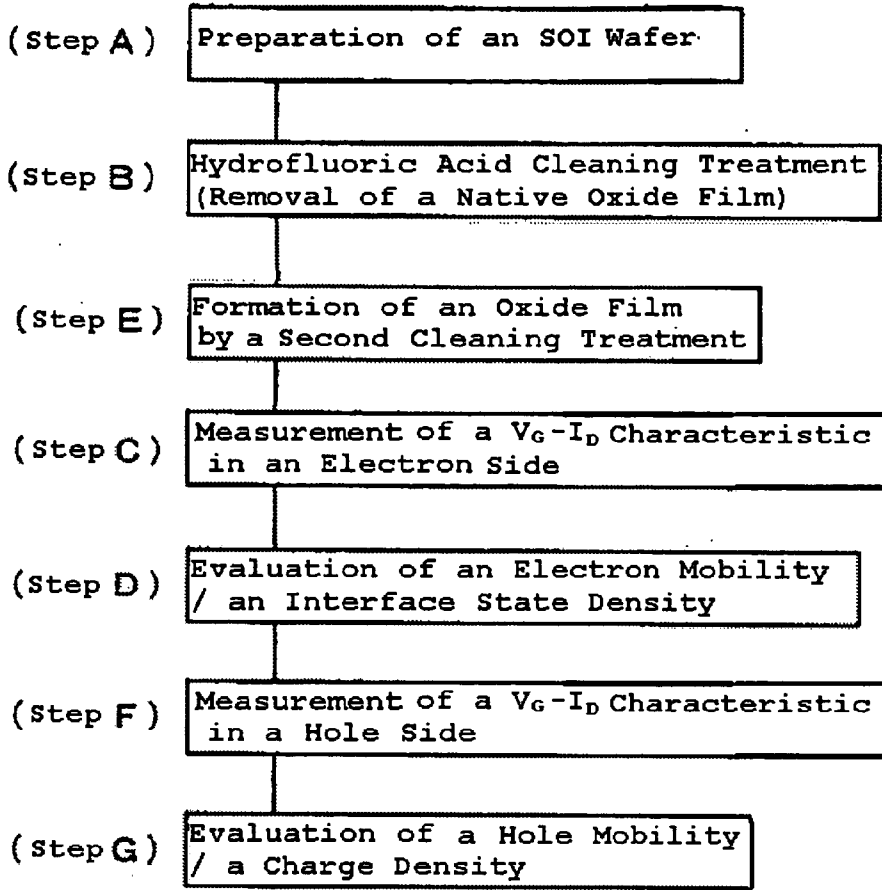 (Step A) Preparation of an SOI Wafer
(Step B) Hydrofluoric Acid Cleaning Treatment
(Removal of a Native Oxide Film)
(Step E) Formation of an Oxide Film
by a Second Cleaning Treatment
(Step C) Measurement of a VG-ID Characteristic
in an Electron Side
(Step D) Evaluation of an Electron Mobility
/ an Interface State Density
(Step F) Measurement of a VG-ID Characteristic
in a Hole Side
(Step G) Evaluation of a Hole Mobility
/ a Charge Density